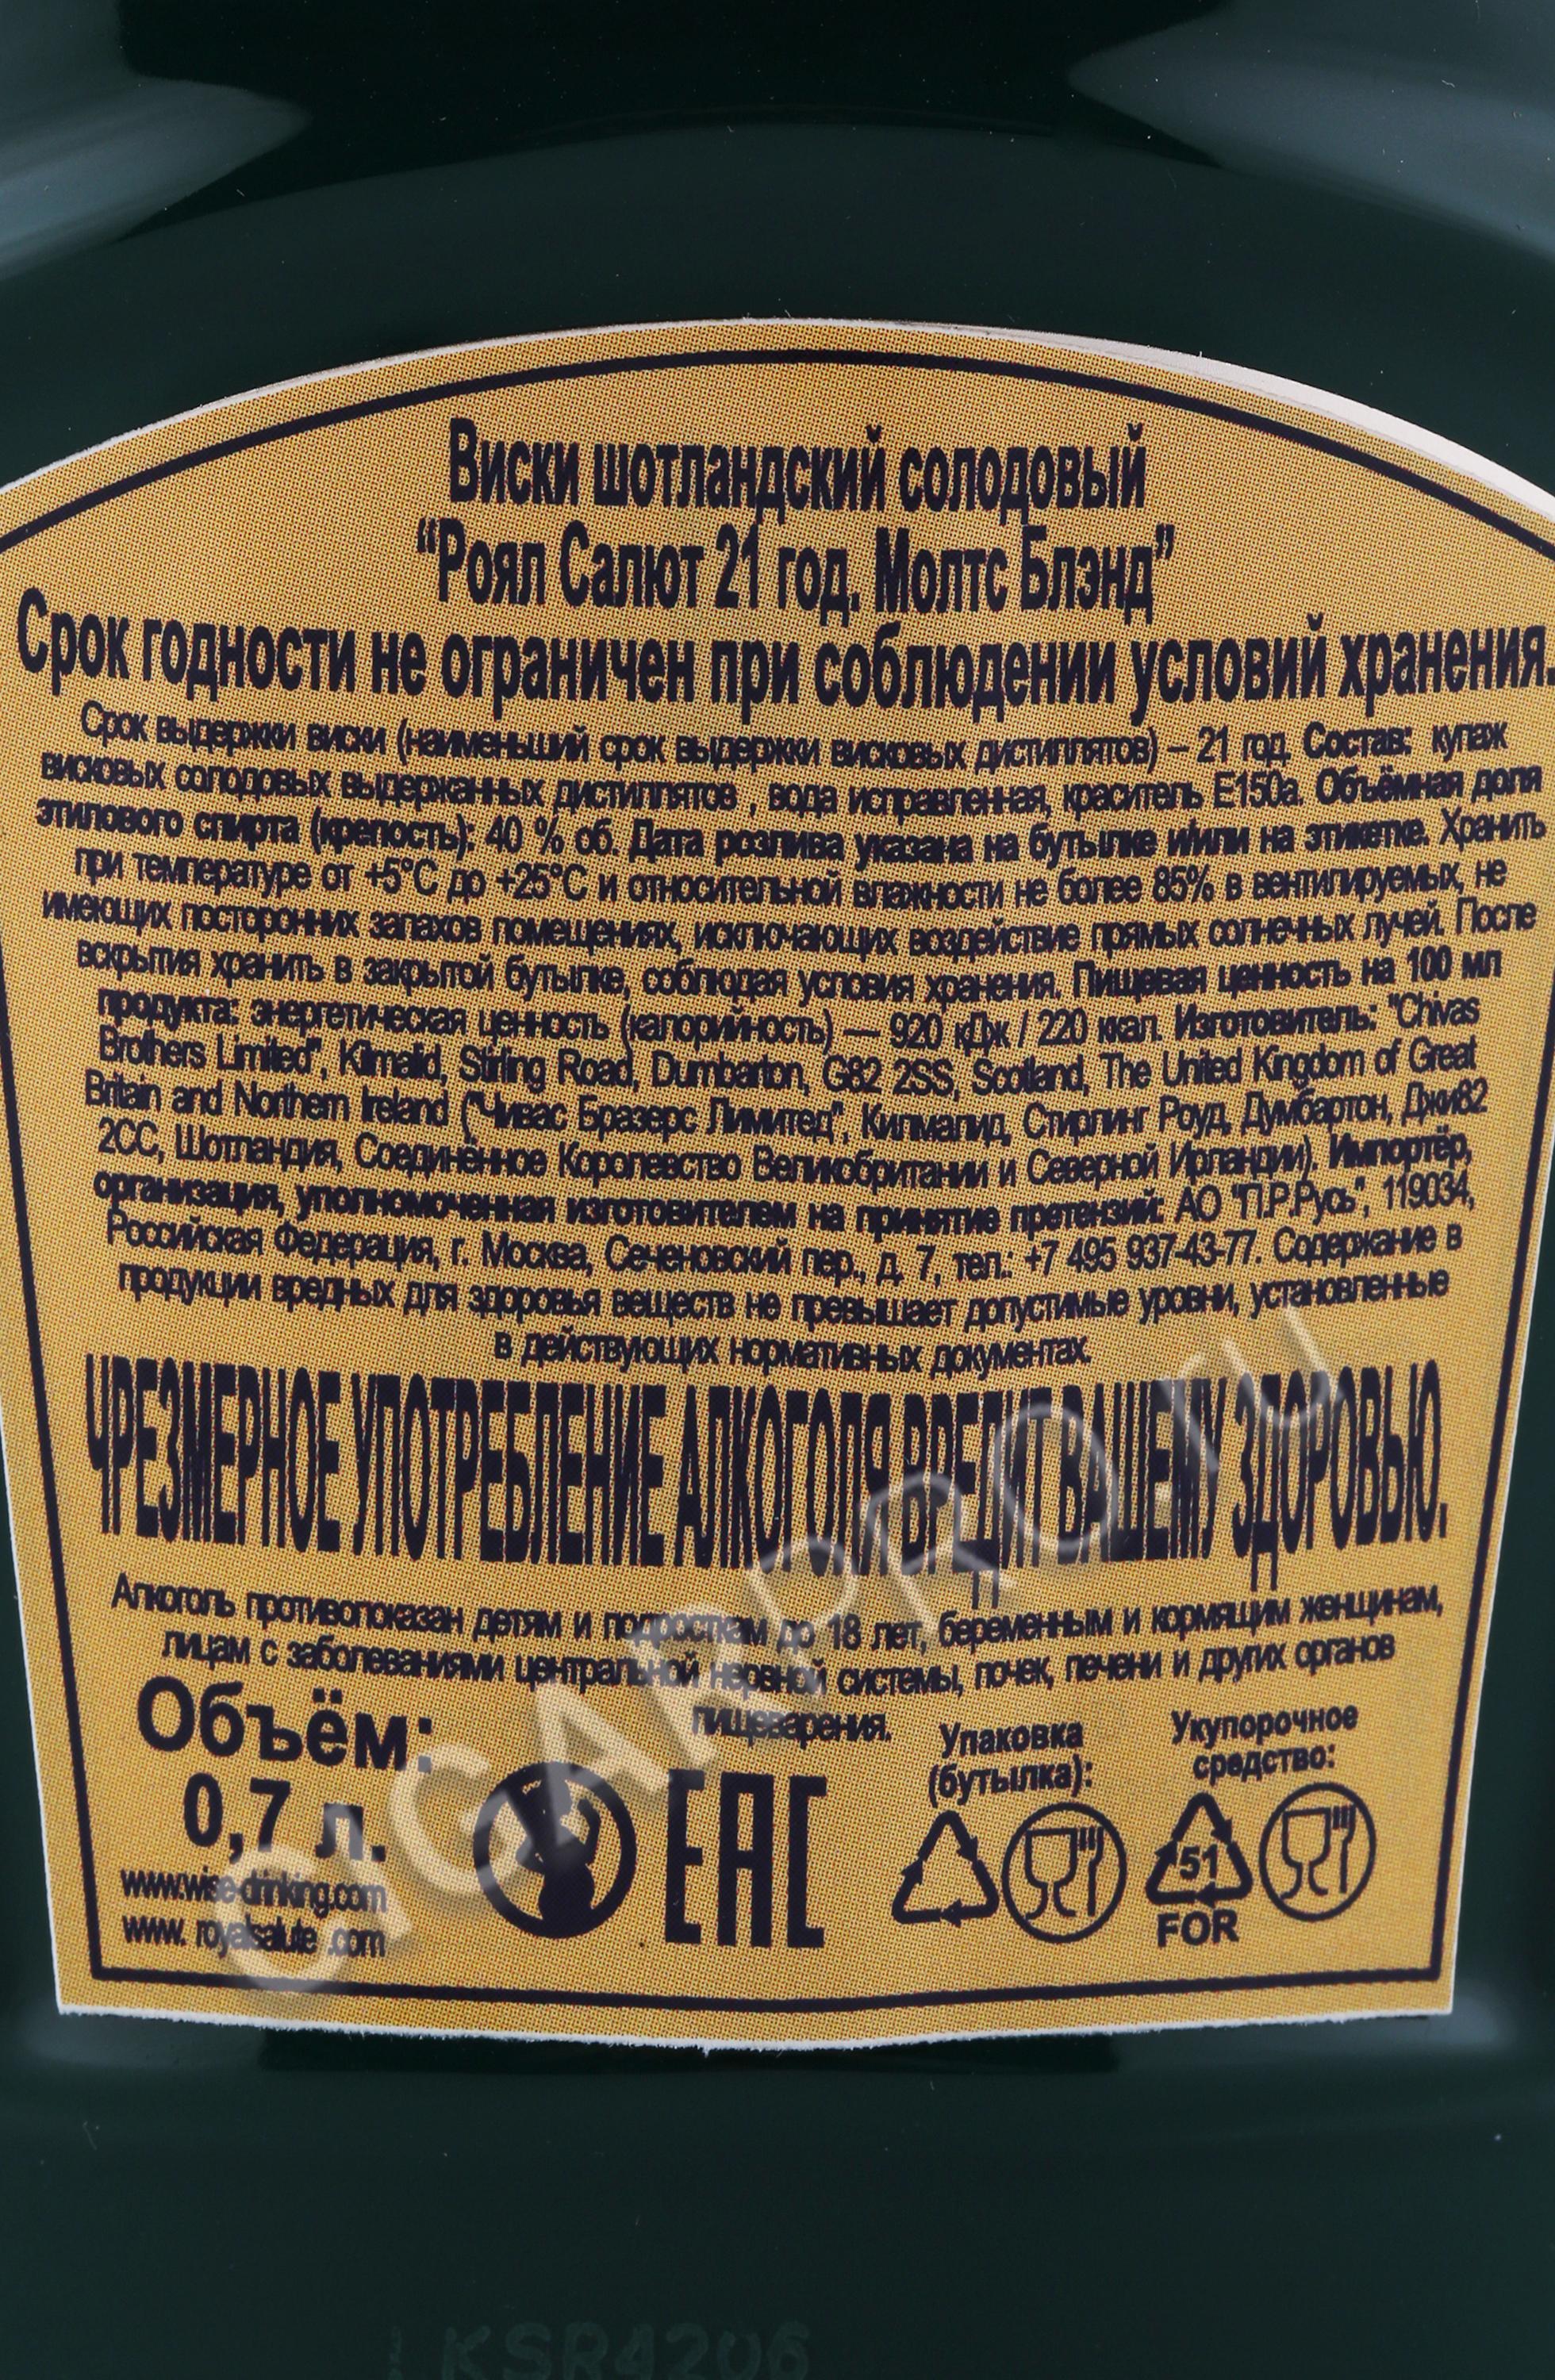 Виски шотландский солодовый
“Роял Салют 21 год. Молтс Блэнд”
Срок годности не ограничен при соблюдении условий хранения.
Срок выдержки виски (наименьший срок выдержки висковых дистиллятов) – 21 год. Состав: купаж
висковых солодовых выдержанных дистиллятов , вода исправленная, краситель Е150а. Объёмная доля
этилового спирта (крепость): 40 % об. Дата розлива указана на бутылке и/или на этикетке. Хранить
при температуре от +5°С до +25°С и относительной влажности не более 85% в вентилируемых, не
имеющих посторонних запахов помещениях, исключающих воздействие прямых солнечных лучей. После
вскрытия хранить в закрытой бутылке, соблюдая условия хранения. Пищевая ценность на 100 мл
продукта: энергетическая ценность (калорийность) — 920 кДж / 220 ккал. Изготовитель: "Chivas
Brothers Limited", Kilmalid, Stirling Road, Dumbarton, G82 2SS, Scotland, The United Kingdom of Great
Britain and Northern Ireland ("Чивас Бразерс Лимитед", Килмалид, Стирлинг Роуд, Думбартон, Джи82
2СС, Шотландия, Соединённое Королевство Великобритании и Северной Ирландии). Импортёр,
организация, уполномоченная изготовителем на принятие претензий: АО "П.Р.Русь", 119034,
Российская Федерация, г. Москва, Сеченовский пер., д. 7, тел.: +7 495 937-43-77. Содержание в
продукции вредных для здоровья веществ не превышает допустимые уровни, установленные
в действующих нормативных документах.
ЧРЕЗМЕРНОЕ УПОТРЕБЛЕНИЕ АЛКОГОЛЯ ВРЕДИТ ВАШЕМУ ЗДОРОВЬЮ.
Алкоголь противопоказан детям и подросткам до 18 лет, беременным и кормящим женщинам,
лицам с заболеваниями центральной нервной системы, почек, печени и других органов
пищеварения.
Объём:
0,7 л.
www.wise-drinking.com
www. royalsalute .com
EAC
Упаковка
(бутылка):
Укупорочное
средство:
51
FOR
CIGARPRO.RU
KSR4206